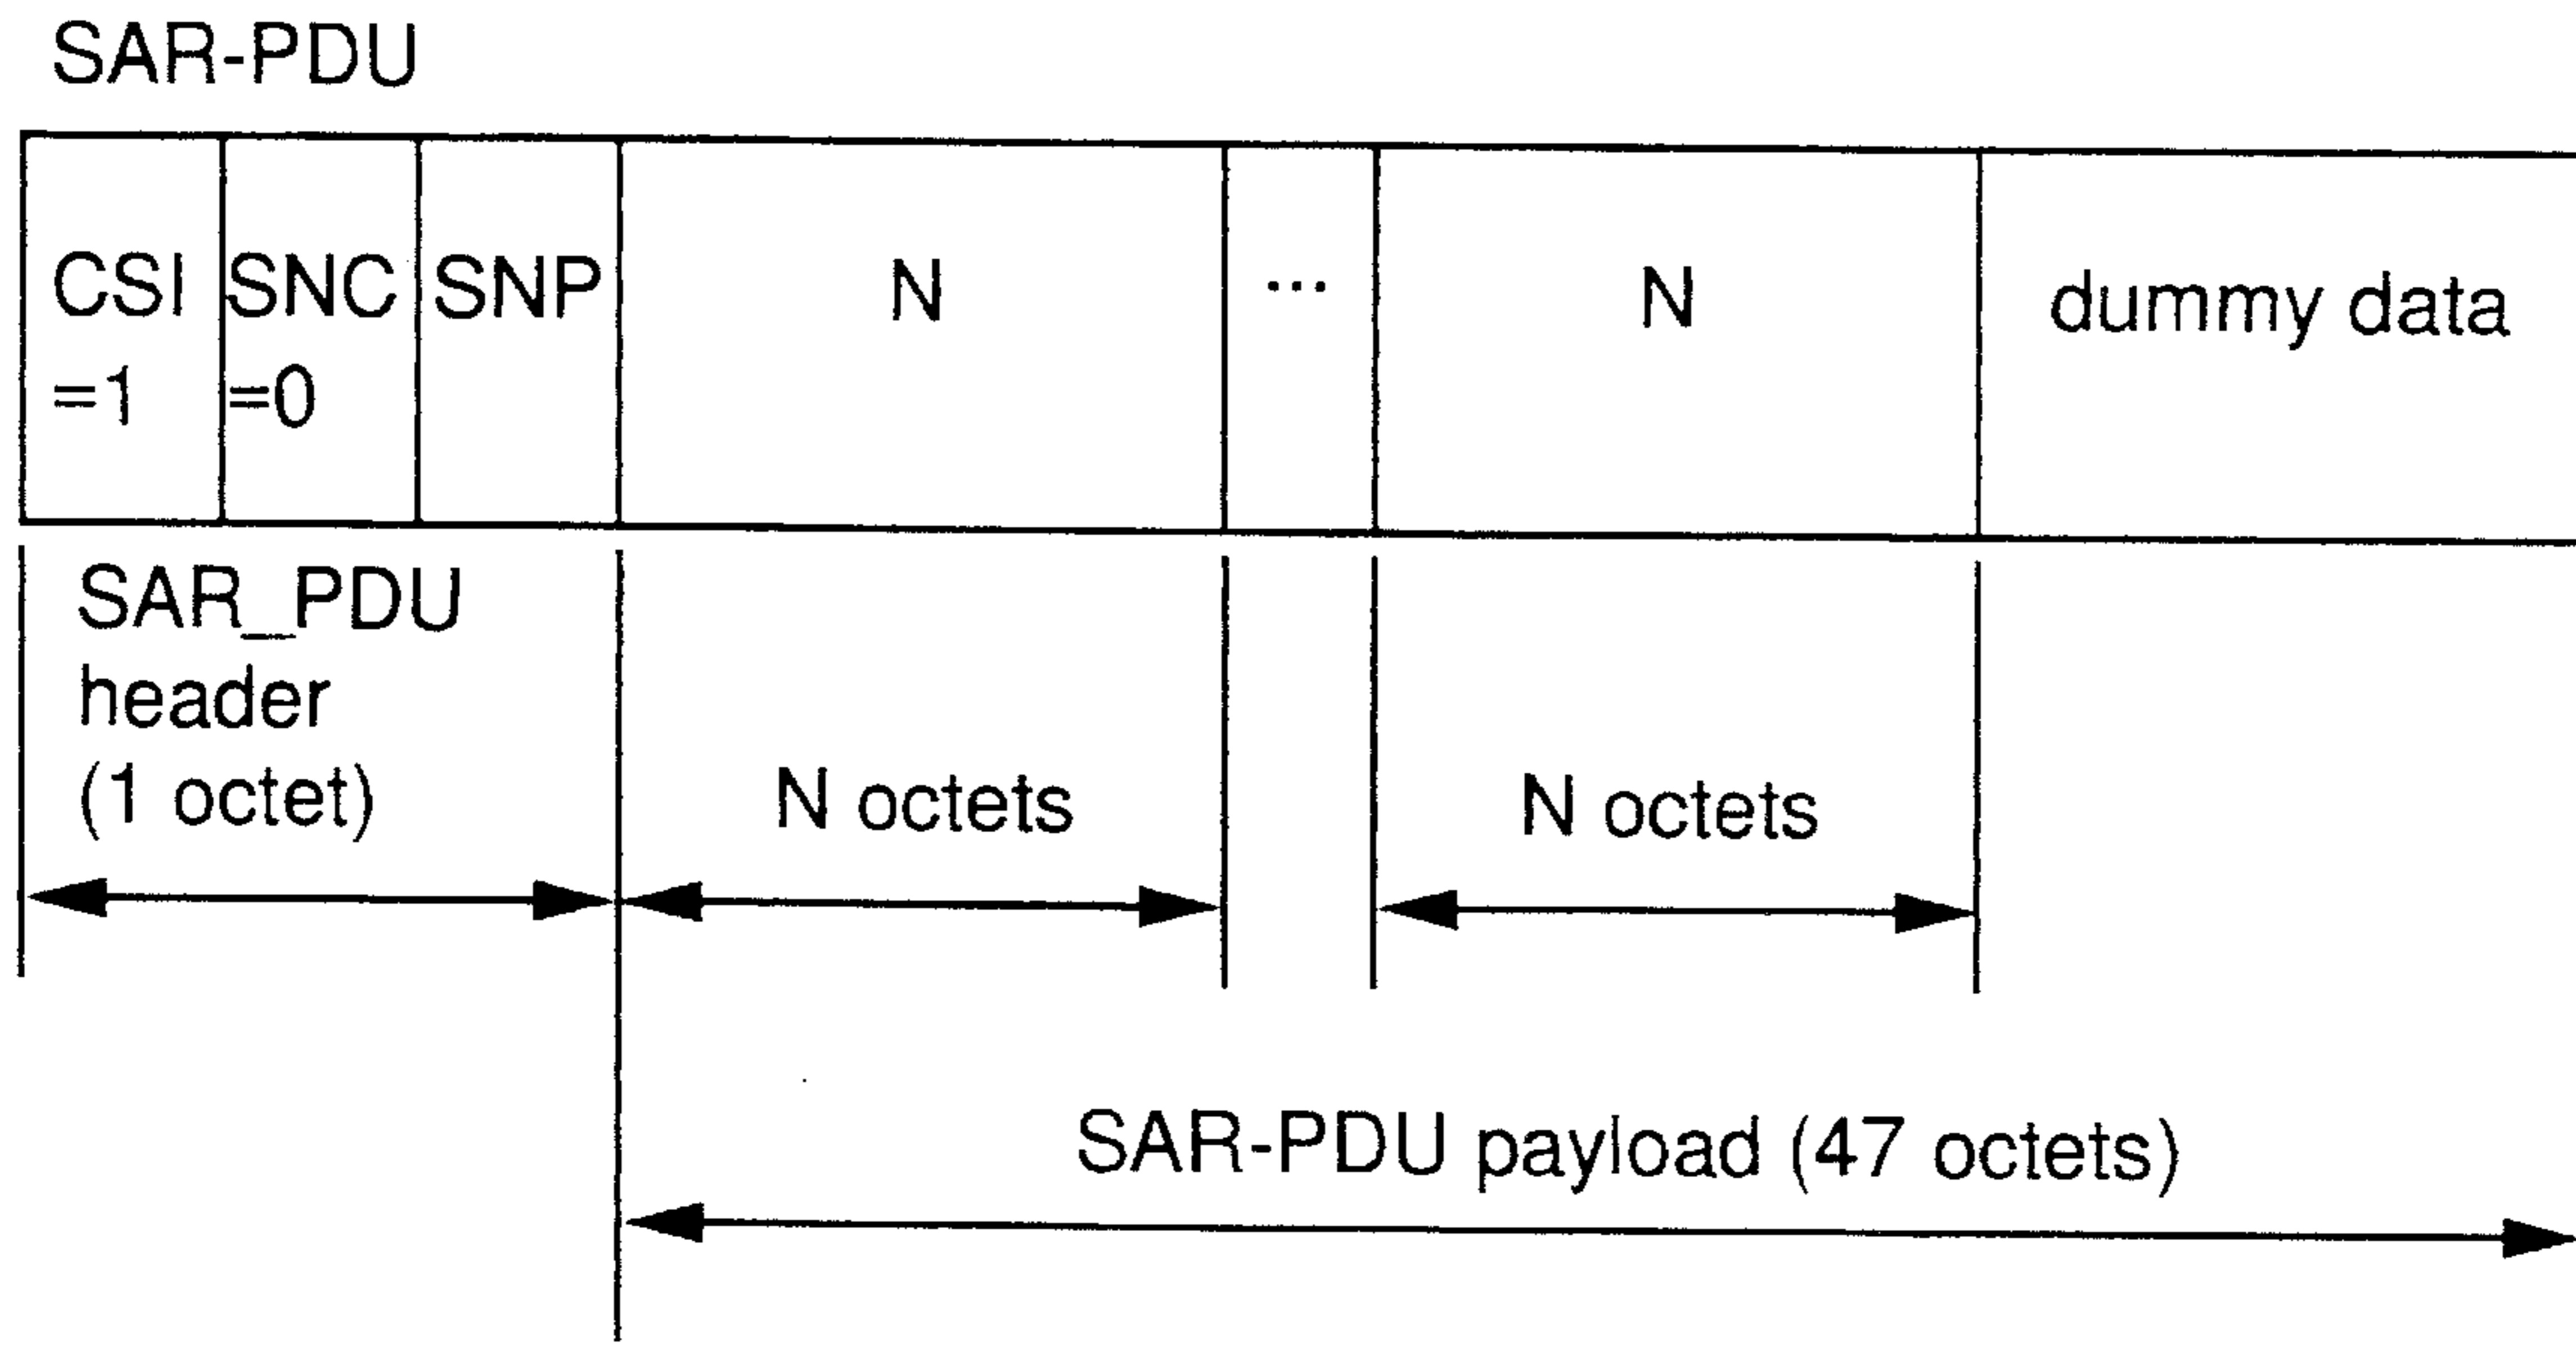 SAR-PDU
CSI
=1
SNC
=0
SNP
N
...
N
dummy data
SAR_PDU
header
(1 octet)
N octets
N octets
SAR-PDU payload (47 octets)